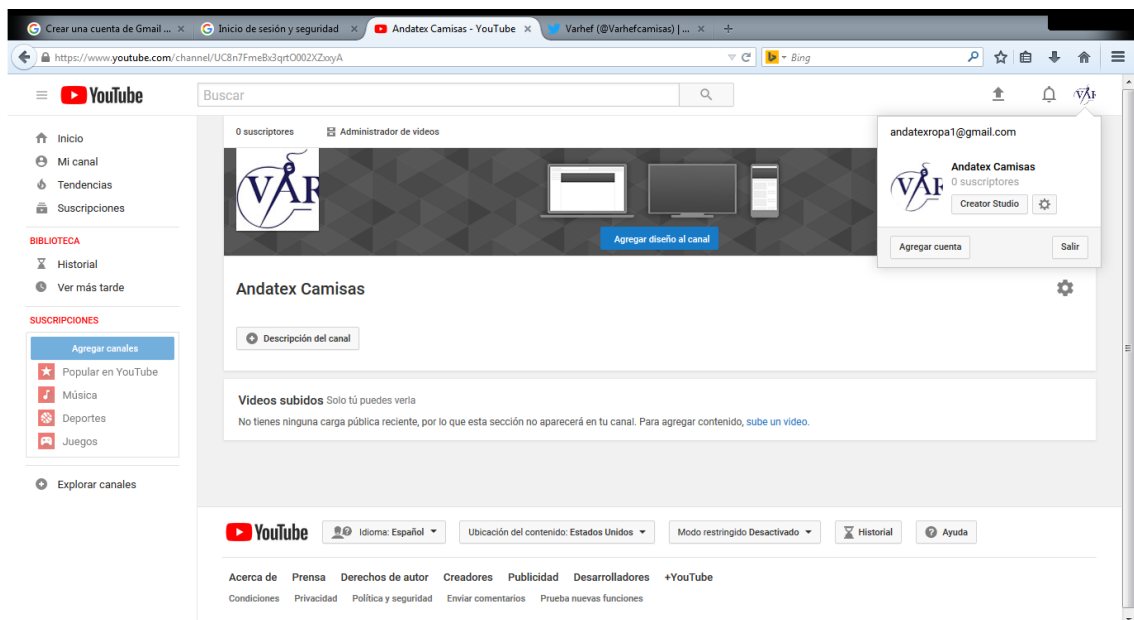 Crear una cuenta de Gmail ... ×
Inicio de sesión y seguridad ×
Andatex Camisas - YouTube ×
Varhef (@Varhefcamisas) | ... ×
https://www.youtube.com/channel/UC8n7FmeBx3qrtO002XZxxyA
Bing
YouTube
Buscar
Inicio
Mi canal
Tendencias
Suscripciones
BIBLIOTECA
Historial
Ver más tarde
SUSCRIPCIONES
Agregar canales
Popular en YouTube
Música
Deportes
Juegos
Explorar canales
0 suscriptores
Administrador de videos
VÅR
Agregar diseño al canal
andatexropa1@gmail.com
VÅR
Andatex Camisas
0 suscriptores
Creator Studio
Agregar cuenta
Salir
Andatex Camisas
Descripción del canal
Videos subidos Solo tú puedes verla
No tienes ninguna carga pública reciente, por lo que esta sección no aparecerá en tu canal. Para agregar contenido, sube un video.
YouTube
Idioma: Español
Ubicación del contenido: Estados Unidos
Modo restringido Desactivado
Historial
Ayuda
Acerca de Prensa Derechos de autor Creadores Publicidad Desarrolladores +YouTube
Condiciones Privacidad Política y seguridad Enviar comentarios Prueba nuevas funciones